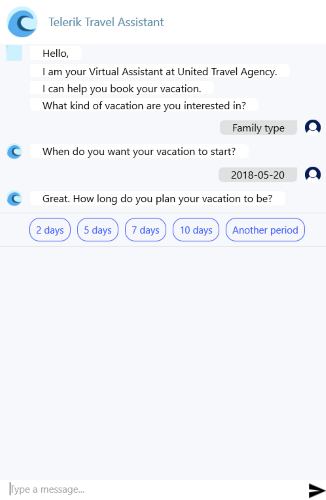 Telerik Travel Assistant
Hello,
I am your Virtual Assistant at United Travel Agency.
I can help you book your vacation.
What kind of vacation are you interested in?
Family type
When do you want your vacation to start?
2018-05-20
Great. How long do you plan your vacation to be?
2 days 5 days 7 days 10 days Another period
Type a message...